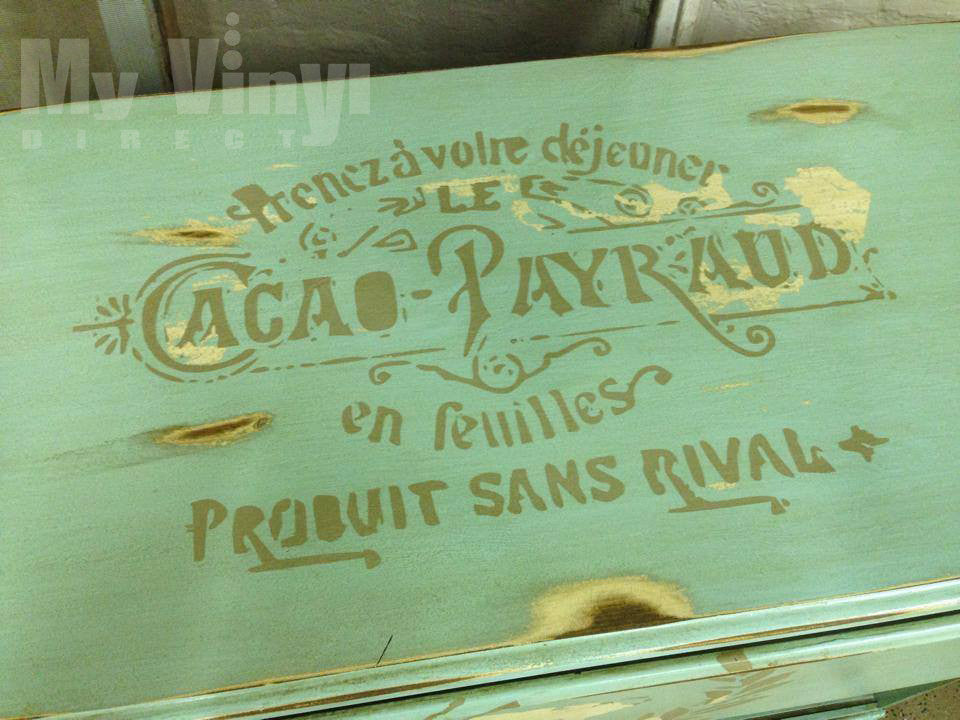 My Vinyl
DIRECT
Prenez à votre déjeuner
LE
CACAO-PAYRAUD
en feuilles
PRODUIT SANS RIVAL